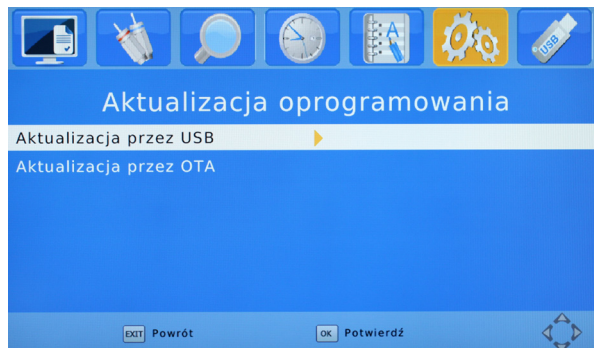 A
USB
Aktualizacja oprogramowania
Aktualizacja przez USB
Aktualizacja przez OTA
EXIT Powrót
OK Potwierdź